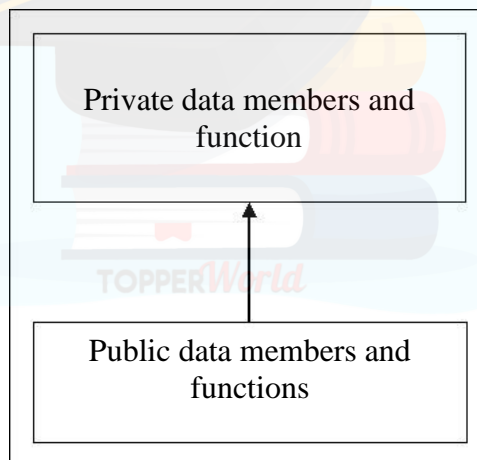 Private data members and
function
TOPPERWorld
Public data members and
functions